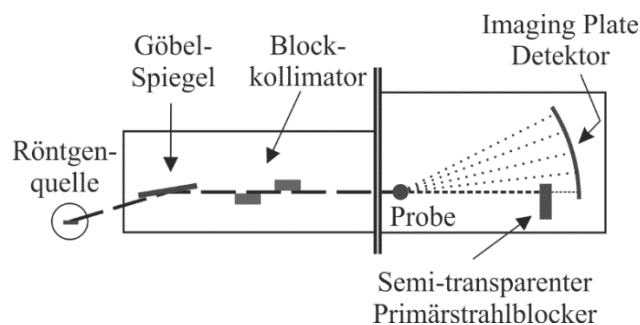 Göbel-
Spiegel
Block-
kollimator
Imaging Plate
Detektor
Röntgen-
quelle
Probe
Semi-transparenter
Primärstrahlblocker